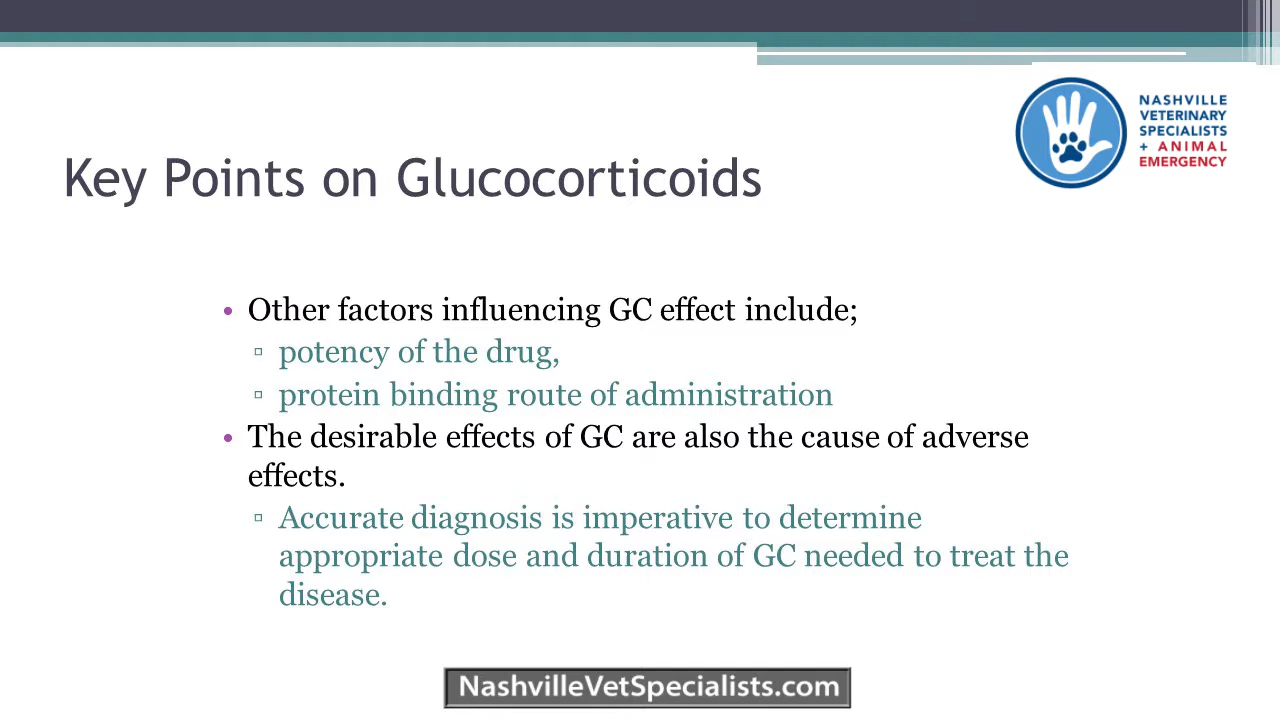 NASHVILLE
VETERINARY
SPECIALISTS
+ ANIMAL
EMERGENCY
Key Points on Glucocorticoids
• Other factors influencing GC effect include;
▫ potency of the drug,
▫ protein binding route of administration
• The desirable effects of GC are also the cause of adverse
effects.
▫ Accurate diagnosis is imperative to determine
appropriate dose and duration of GC needed to treat the
disease.
NashvilleVetSpecialists.com